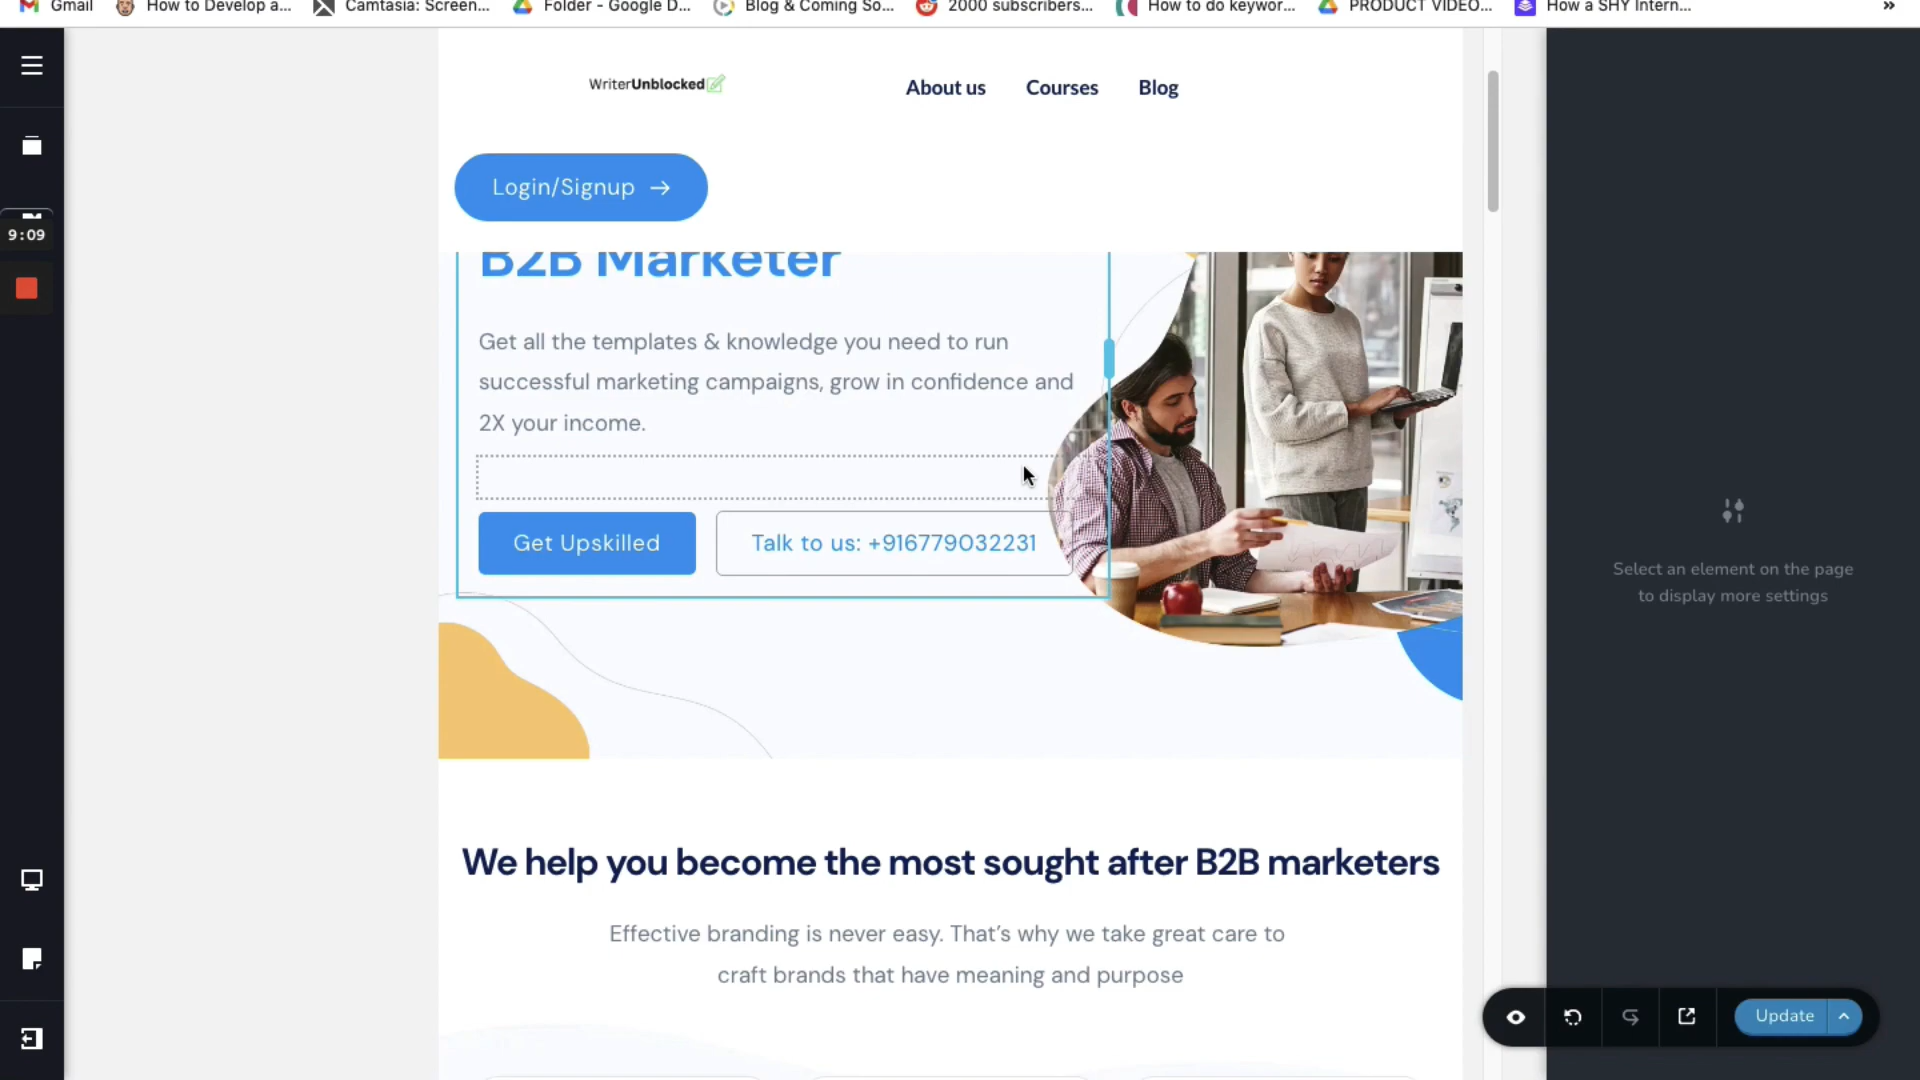 Gmail
How to Develop a...
Camtasia: Screen...
Folder - Google D...
Blog & Coming So...
2000 subscribers...
How to do keywor...
PRODUCT VIDEO...
How a SHY Intern...
»
WriterUnblocked
About us
Courses
Blog
Login/Signup →
9:09
B2B Marketer
Get all the templates & knowledge you need to run
successful marketing campaigns, grow in confidence and
2X your income.
Get Upskilled
Talk to us: +916779032231
Select an element on the page
to display more settings
We help you become the most sought after B2B marketers
Effective branding is never easy. That’s why we take great care to
craft brands that have meaning and purpose
Update